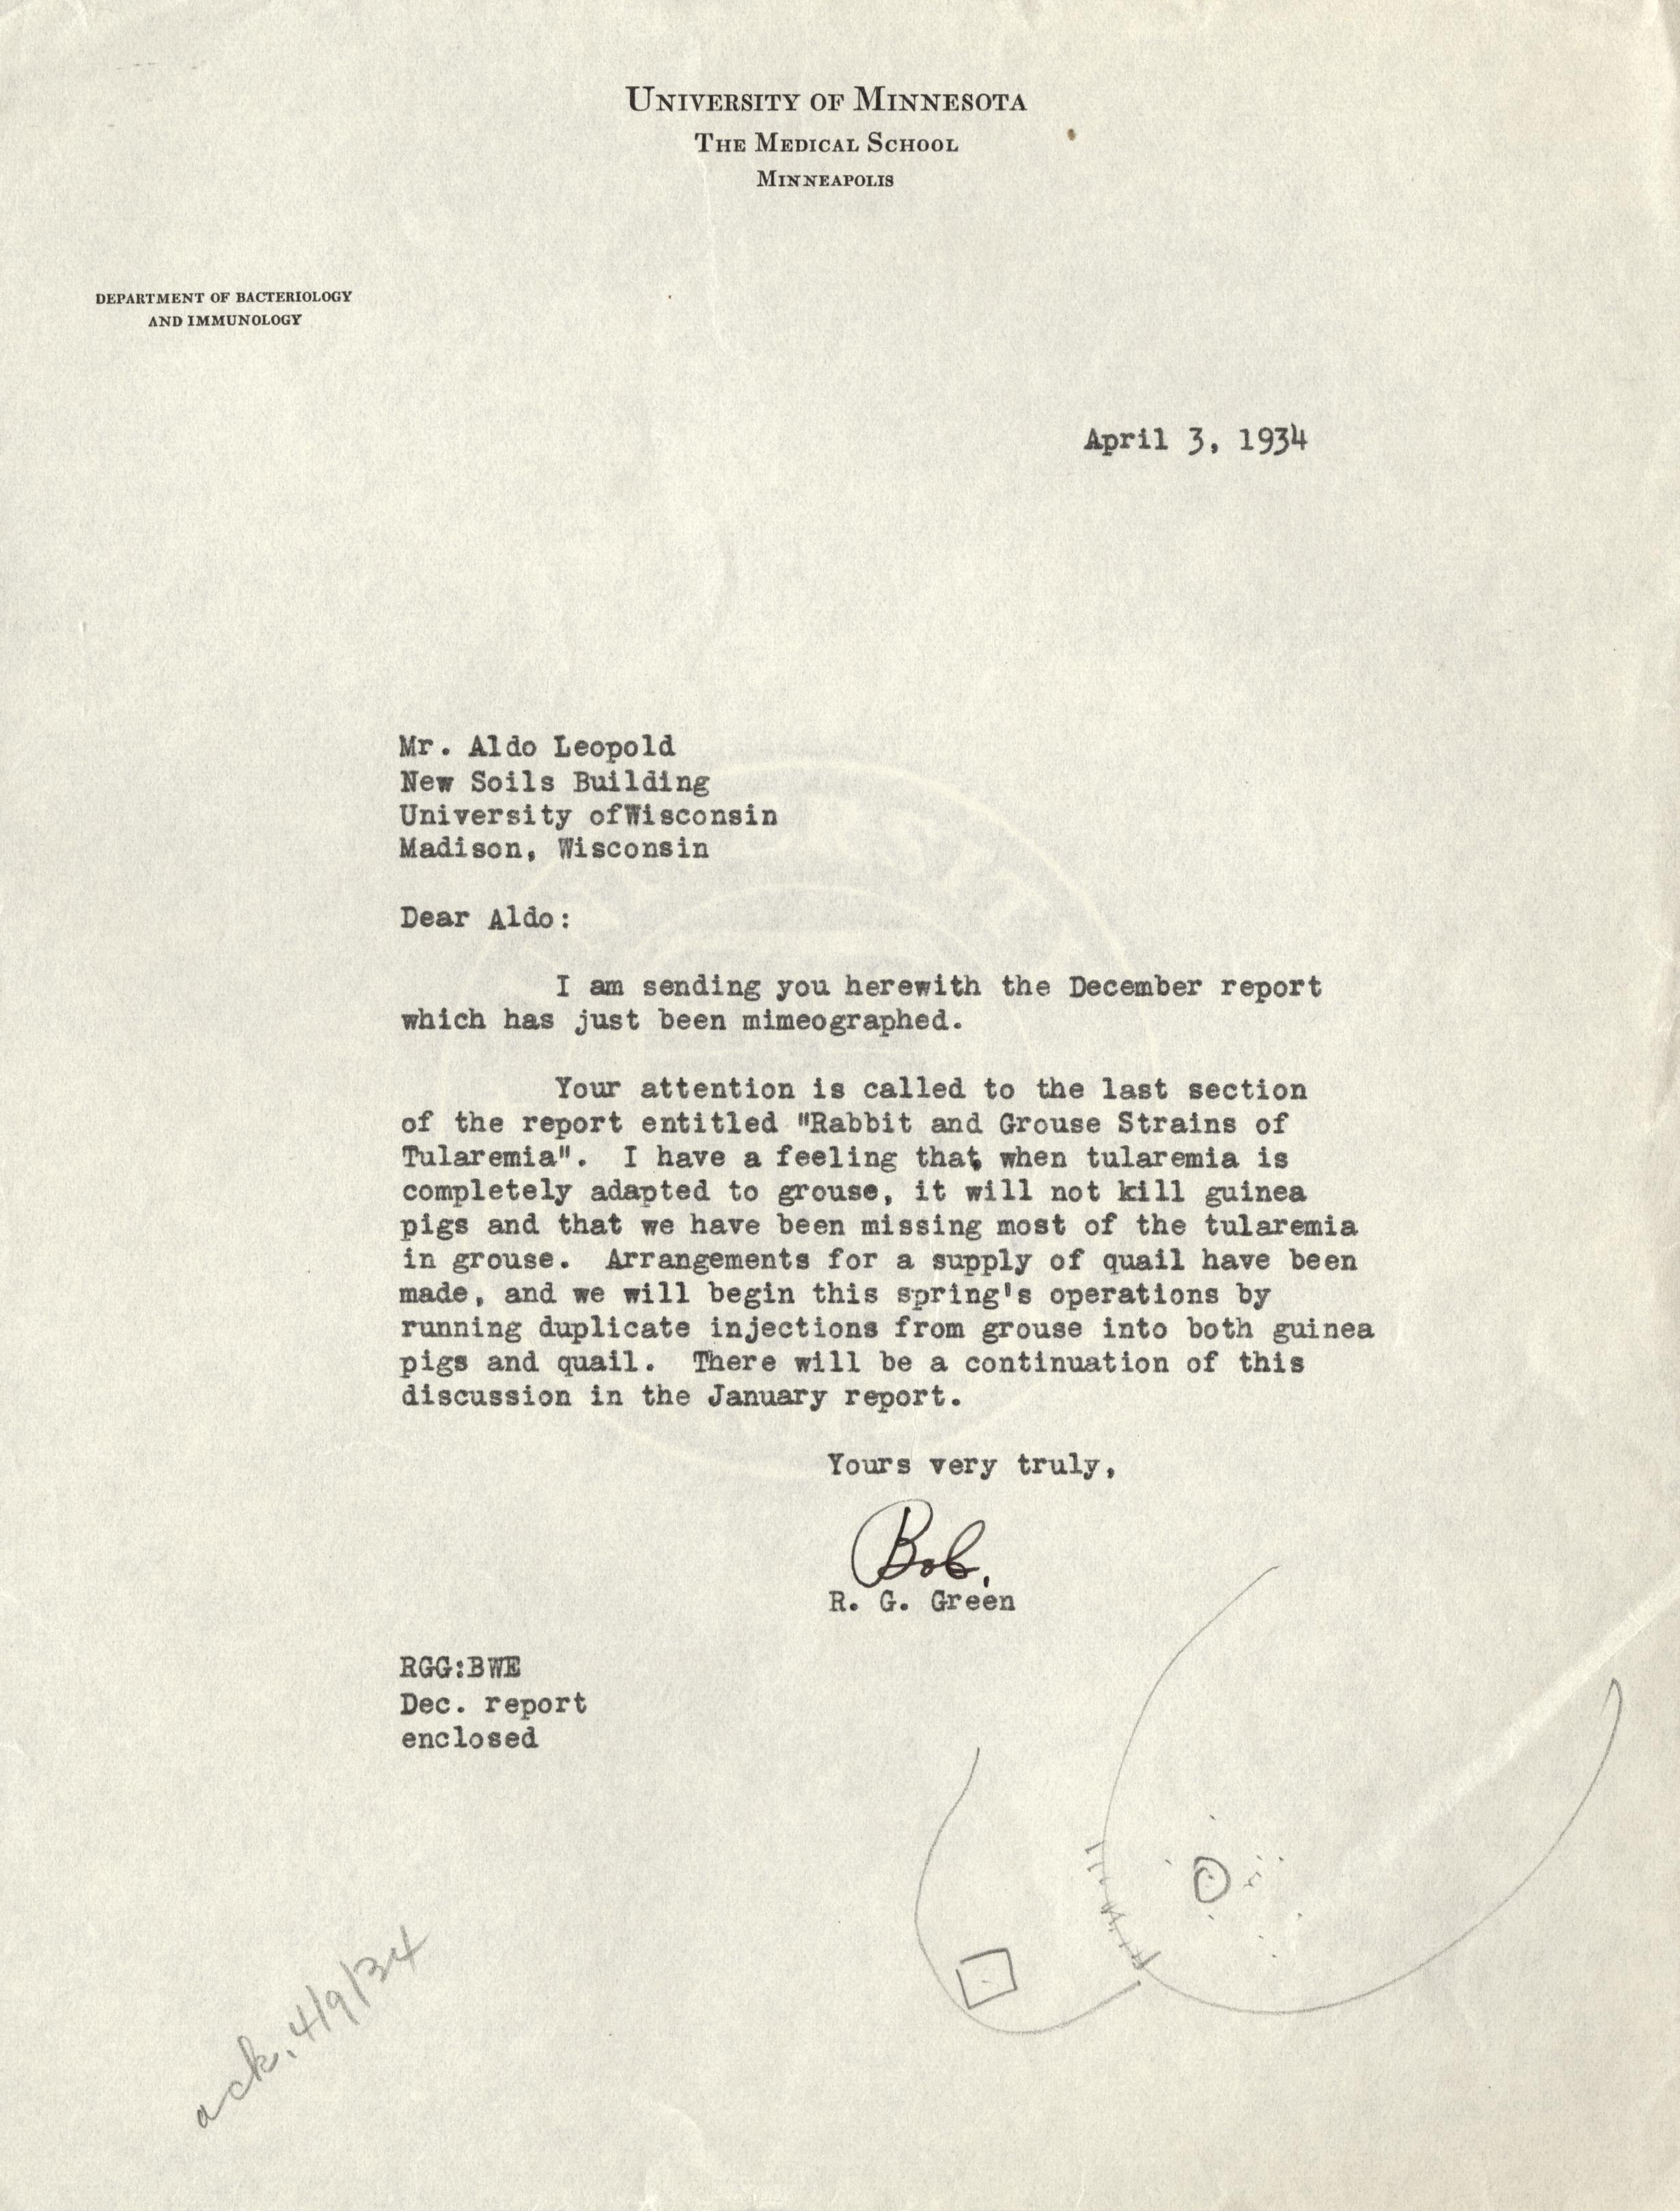 UNIVERSITY OF MINNESOTA
THE MEDICAL SCHOOL
MINNEAPOLIS
DEPARTMENT OF BACTERIOLOGY
AND IMMUNOLOGY
April 3, 1934
Mr. Aldo Leopold
New Soils Building
University ofWisconsin
Madison, Wisconsin
Dear Aldo:
I am sending you herewith the December report
which has just been mimeographed.
Your attention is called to the last section
of the report entitled "Rabbit and Grouse Strains of
Tularemia". I have a feeling that, when tularemia is
completely adapted to grouse, it will not kill guinea
pigs and that we have been missing most of the tularemia
in grouse. Arrangements for a supply of quail have been
made, and we will begin this spring's operations by
running duplicate injections from grouse into both guinea
pigs and quail. There will be a continuation of this
discussion in the January report.
Yours very truly,
Bob.
R. G. Green
RGG:BWE
Dec. report
enclosed
ack. 4/9/34